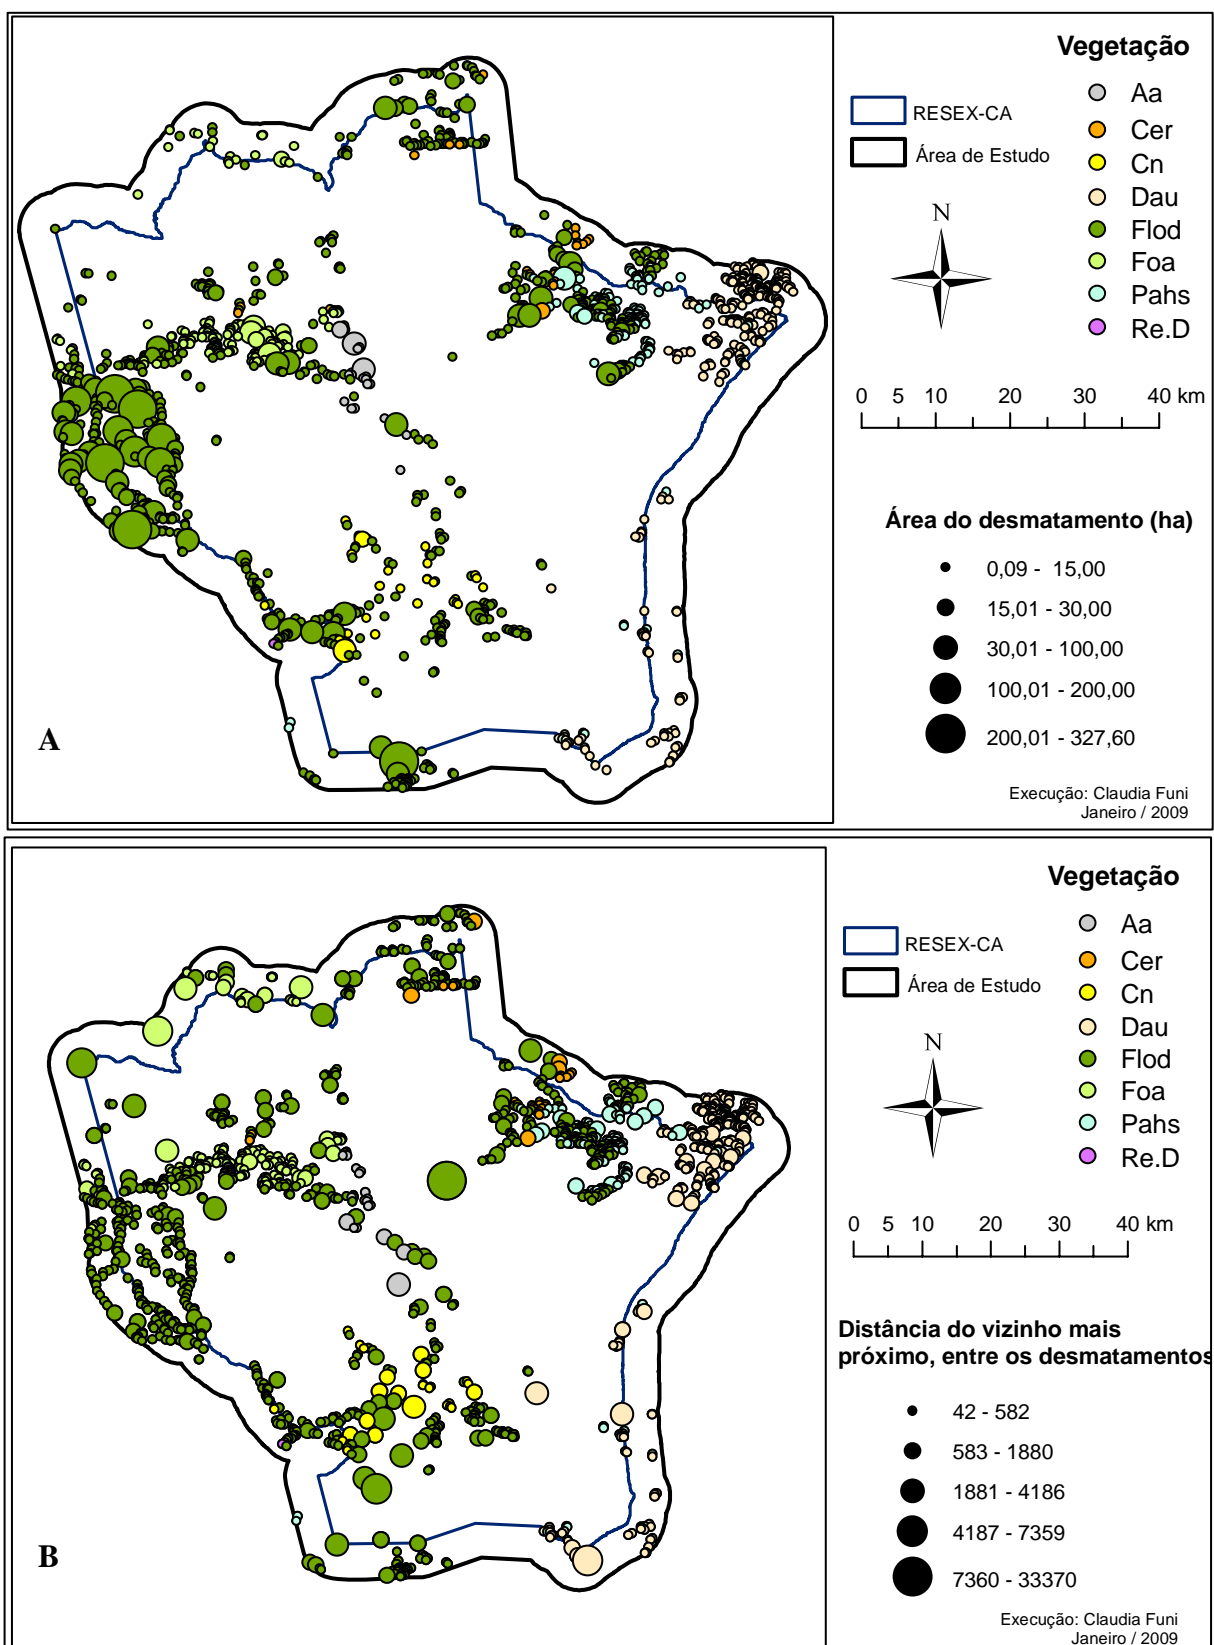 Vegetação
Aa
Cer
Cn
Dau
Flod
Foa
Pahs
Re.D
RESEX-CA
Área de Estudo
N
0 5 10 20 30 40 km
Área do desmatamento (ha)
0,09 - 15,00
15,01 - 30,00
30,01 - 100,00
100,01 - 200,00
200,01 - 327,60
Execução: Claudia Funi
Janeiro / 2009
A
Vegetação
Aa
Cer
Cn
Dau
Flod
Foa
Pahs
Re.D
RESEX-CA
Área de Estudo
N
0 5 10 20 30 40 km
Distância do vizinho mais
próximo, entre os desmatamentos
42 - 582
583 - 1880
1881 - 4186
4187 - 7359
7360 - 33370
Execução: Claudia Funi
Janeiro / 2009
B